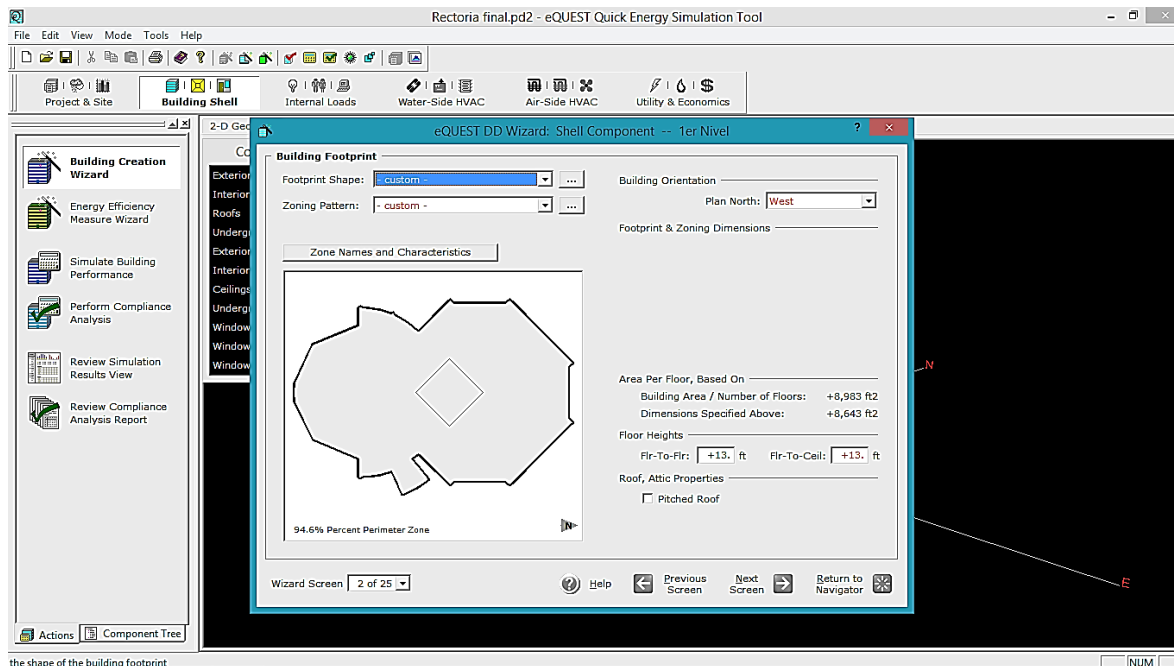 Rectoria final.pd2 - eQUEST Quick Energy Simulation Tool
File Edit View Mode Tools Help
Project & Site
Building Shell
Internal Loads
Water-Side HVAC
Air-Side HVAC
Utility & Economics
Building Creation
Wizard
Energy Efficiency
Measure Wizard
Simulate Building
Performance
Perform Compliance
Analysis
Review Simulation
Results View
Review Compliance
Analysis Report
Actions
Component Tree
2-D Geo
Co
Exterior
Interior
Roofs
Underg
Exterior
Interior
Ceilings
Underg
Window
Window
Window
eQUEST DD Wizard: Shell Component -- 1er Nivel
Building Footprint
Footprint Shape: - custom - ...
Zoning Pattern: - custom - ...
Zone Names and Characteristics
94.6% Percent Perimeter Zone
N
Building Orientation
Plan North: West
Footprint & Zoning Dimensions
Area Per Floor, Based On
Building Area / Number of Floors: +8,983 ft2
Dimensions Specified Above: +8,643 ft2
Floor Heights
Flr-To-Flr: +13. ft Flr-To-Ceil: +13. ft
Roof, Attic Properties
Pitched Roof
Wizard Screen 2 of 25
Help
Previous
Screen
Next
Screen
Return to
Navigator
N
E
the shape of the building footprint
NUM